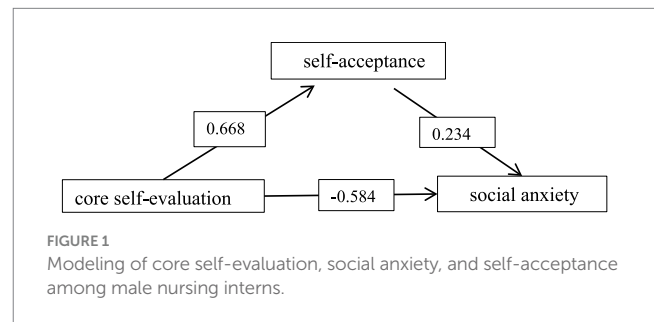 self-acceptance
0.668
0.234
core self-evaluation
-0.584
social anxiety
FIGURE 1
Modeling of core self-evaluation, social anxiety, and self-acceptance
among male nursing interns.